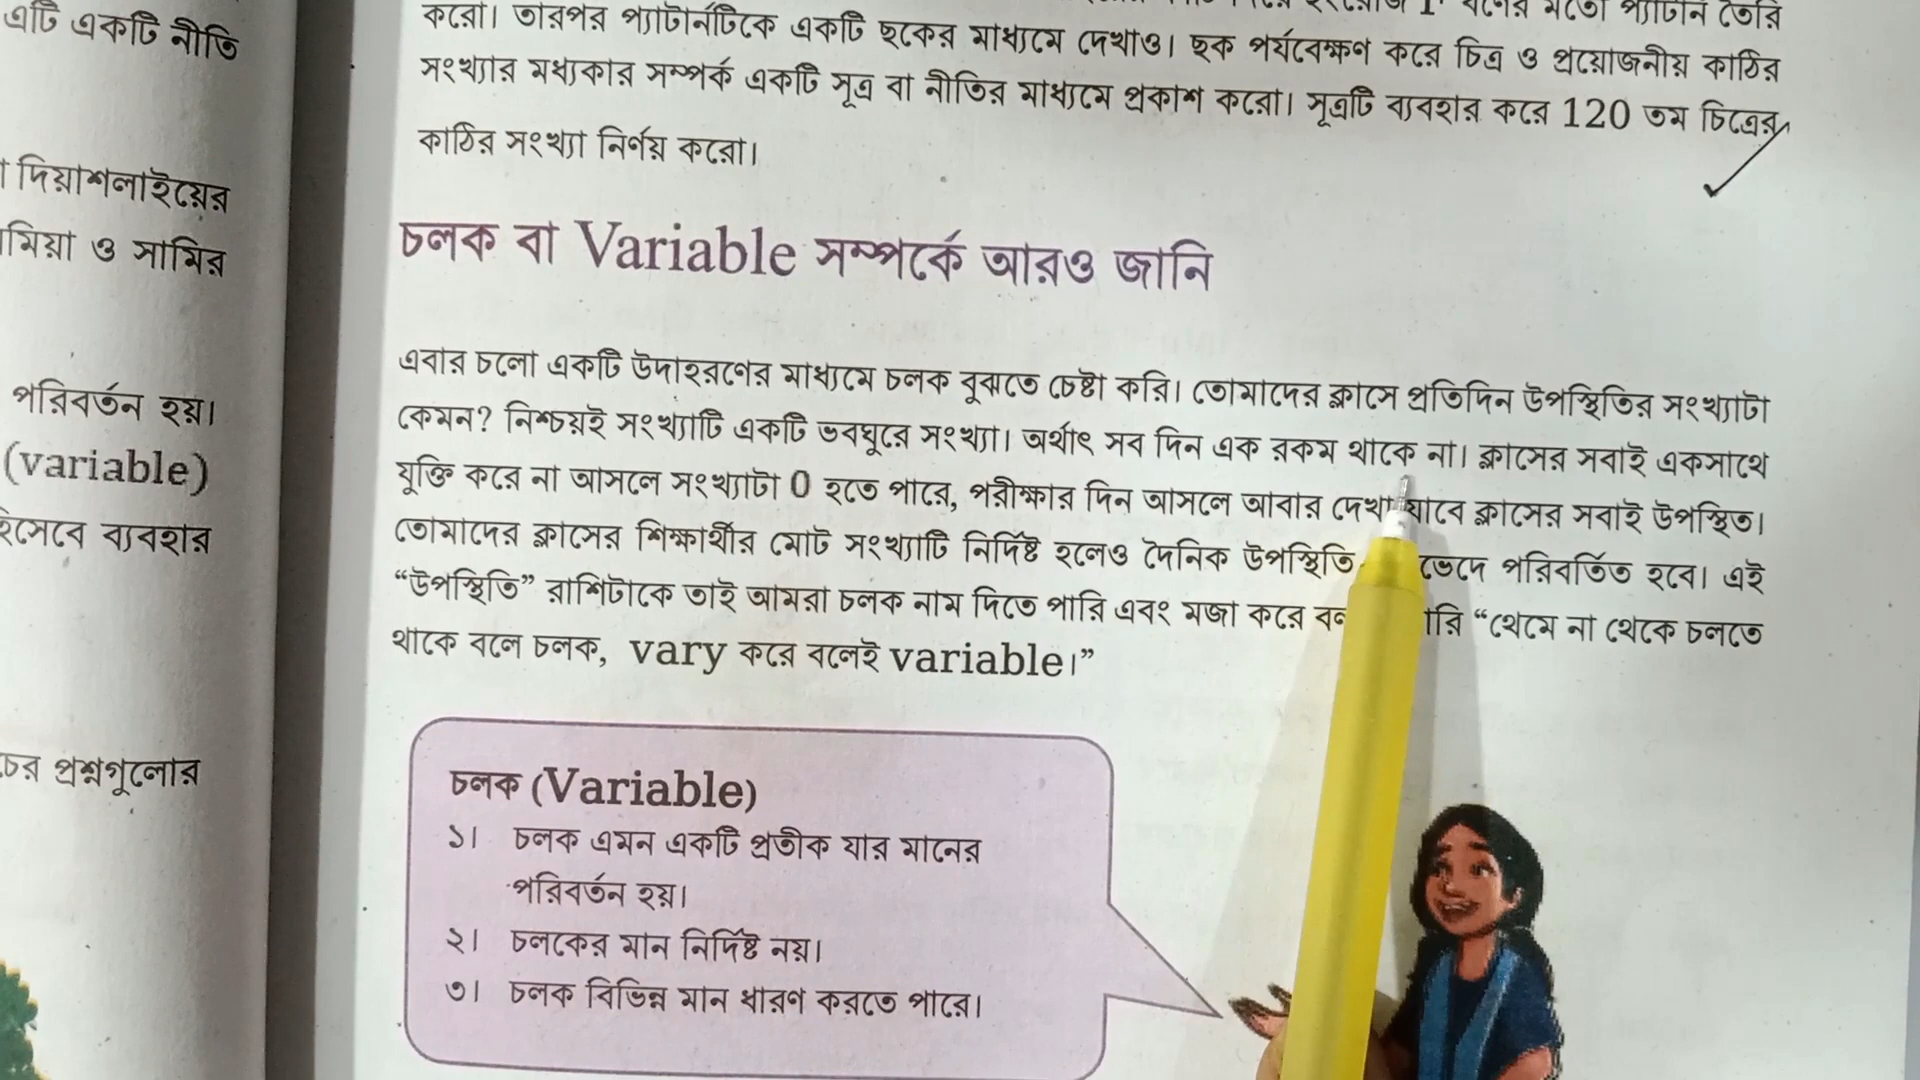 এটি একটি নীতি
দিয়াশলাইয়ের
মিয়া ও সামির
পরিবর্তন হয়।
(variable)
হিসেবে ব্যবহার
চের প্রশ্নগুলোর
বর্ণের মতো প্যাটার্ন তৈরি
করো। তারপর প্যাটার্নটিকে একটি ছকের মাধ্যমে দেখাও। ছক পর্যবেক্ষণ করে চিত্র ও প্রয়োজনীয় কাঠির
সংখ্যার মধ্যকার সম্পর্ক একটি সূত্র বা নীতির মাধ্যমে প্রকাশ করো। সূত্রটি ব্যবহার করে 120 তম চিত্রের
কাঠির সংখ্যা নির্ণয় করো।
চলক বা Variable সম্পর্কে আরও জানি
এবার চলো একটি উদাহরণের মাধ্যমে চলক বুঝতে চেষ্টা করি। তোমাদের ক্লাসে প্রতিদিন উপস্থিতির সংখ্যাটা
কেমন? নিশ্চয়ই সংখ্যাটি একটি ভবঘুরে সংখ্যা। অর্থাৎ সব দিন এক রকম থাকে না। ক্লাসের সবাই একসাথে
যুক্তি করে না আসলে সংখ্যাটা 0 হতে পারে, পরীক্ষার দিন আসলে আবার দেখা যাবে ক্লাসের সবাই উপস্থিত।
তোমাদের ক্লাসের শিক্ষার্থীর মোট সংখ্যাটি নির্দিষ্ট হলেও দৈনিক উপস্থিতি ভেদে পরিবর্তিত হবে। এই
“উপস্থিতি” রাশিটাকে তাই আমরা চলক নাম দিতে পারি এবং মজা করে “থেমে না থেকে চলতে
থাকে বলে চলক, vary করে বলেই variable।”
চলক (Variable)
১। চলক এমন একটি প্রতীক যার মানের
পরিবর্তন হয়।
২। চলকের মান নির্দিষ্ট নয়।
৩। চলক বিভিন্ন মান ধারণ করতে পারে।